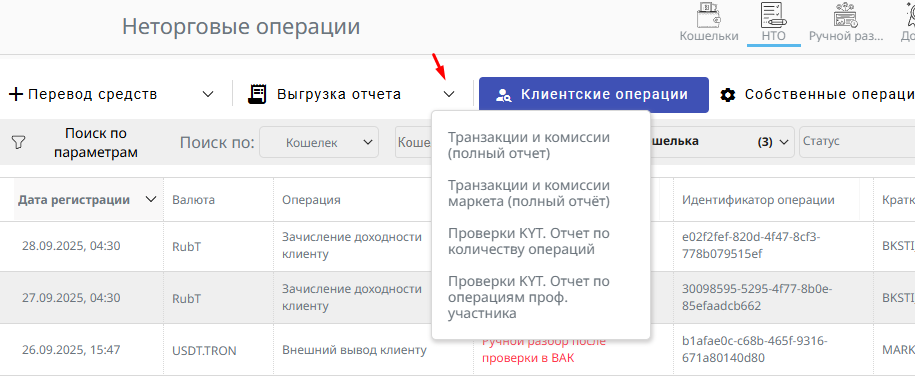 Неторговые операции
Кошельки
НТО
Ручной раз...
Перевод средств
Выгрузка отчета
Клиентские операции
Собственные операци
Поиск по
параметрам
Поиск по:
Кошелек
(3)
Статус
Транзакции и комиссии
(полный отчет)
Транзакции и комиссии
маркета (полный отчёт)
Проверки KYT. Отчет по
количеству операций
Проверки KYT. Отчет по
операциям проф.
участника
Дата регистрации
Валюта
Операция
Идентификатор операции
28.09.2025, 04:30
RubT
Зачисление доходности
клиенту
e02f2fef-820d-4f47-8cf3-
778b079515ef
BKSTI
27.09.2025, 04:30
RubT
Зачисление доходности
клиенту
30098595-5295-4f77-8b0e-
85efaadcb662
BKSTI
26.09.2025, 15:47
USDT.TRON
Внешний вывод клиенту
Ручной разбор после
проверки в ВАК
b1afae0c-c68b-465f-9316-
671a80140d80
MARK